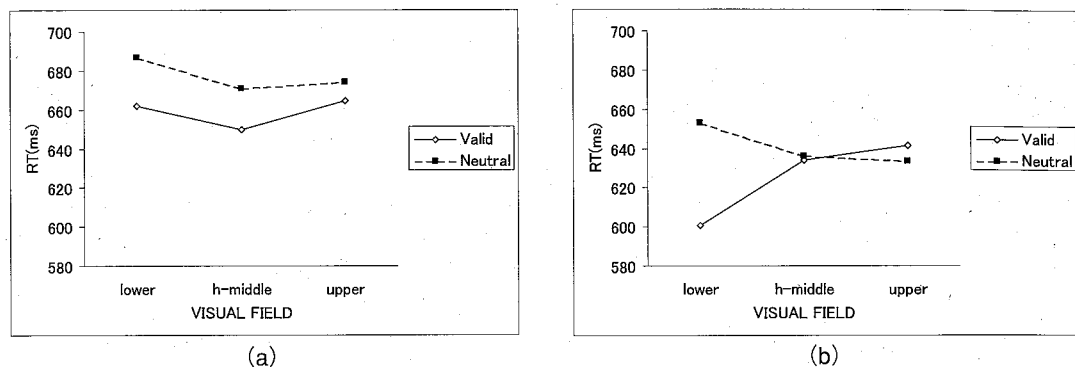 700
680
660
640
620
600
580
RT(ms)
lower h-middle upper
VISUAL FIELD
Valid
Neutral
(a)
700
680
660
640
620
600
580
RT(ms)
lower h-middle upper
VISUAL FIELD
Valid
Neutral
(b)